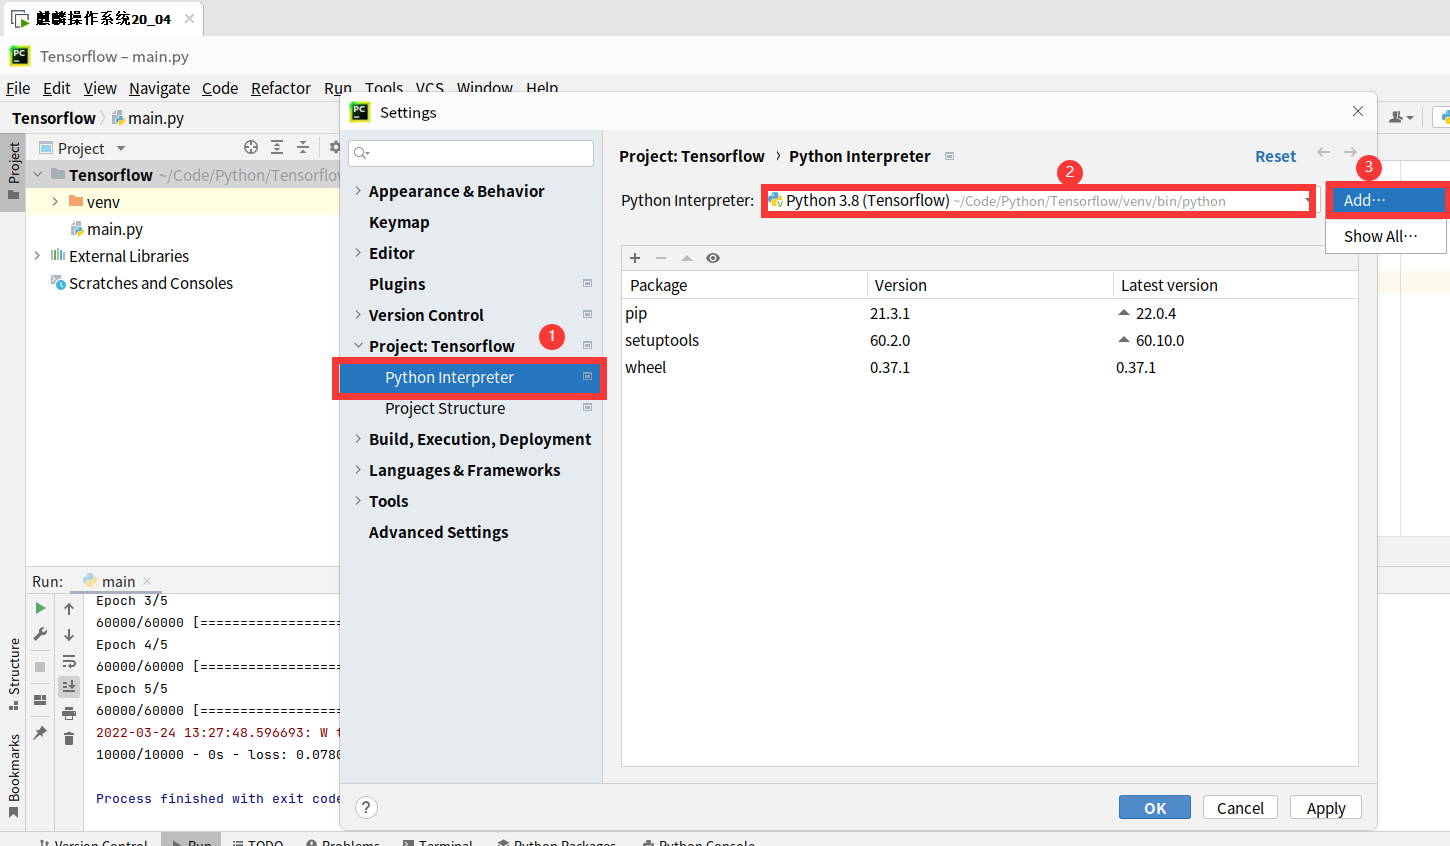 麒麟操作系统20_04
Tensorflow – main.py
File Edit View Navigate Code Refactor Run Tools VCS Window Help
Tensorflow main.py
Settings
Project
Project
Tensorflow ~/Code/Python/Tensorflow
venv
main.py
External Libraries
Scratches and Consoles
Appearance & Behavior
Keymap
Editor
Plugins
Version Control
Project: Tensorflow
1
Python Interpreter
Project Structure
Build, Execution, Deployment
Languages & Frameworks
Tools
Advanced Settings
Project: Tensorflow › Python Interpreter
Reset
2
3
Python Interpreter: Python 3.8 (Tensorflow) ~/Code/Python/Tensorflow/venv/bin/python
Add...
Show All...
Package Version Latest version
pip 21.3.1 22.0.4
setuptools 60.2.0 60.10.0
wheel 0.37.1 0.37.1
Run: main
Epoch 3/5
60000/60000 [==================
Epoch 4/5
60000/60000 [==================
Epoch 5/5
60000/60000 [==================
2022-03-24 13:27:48.596693: W
10000/10000 - 0s - loss: 0.0780
Process finished with exit code
Structure
Bookmarks
? OK Cancel Apply
Version Control Run TODO Problems Terminal Python Packages Python Console